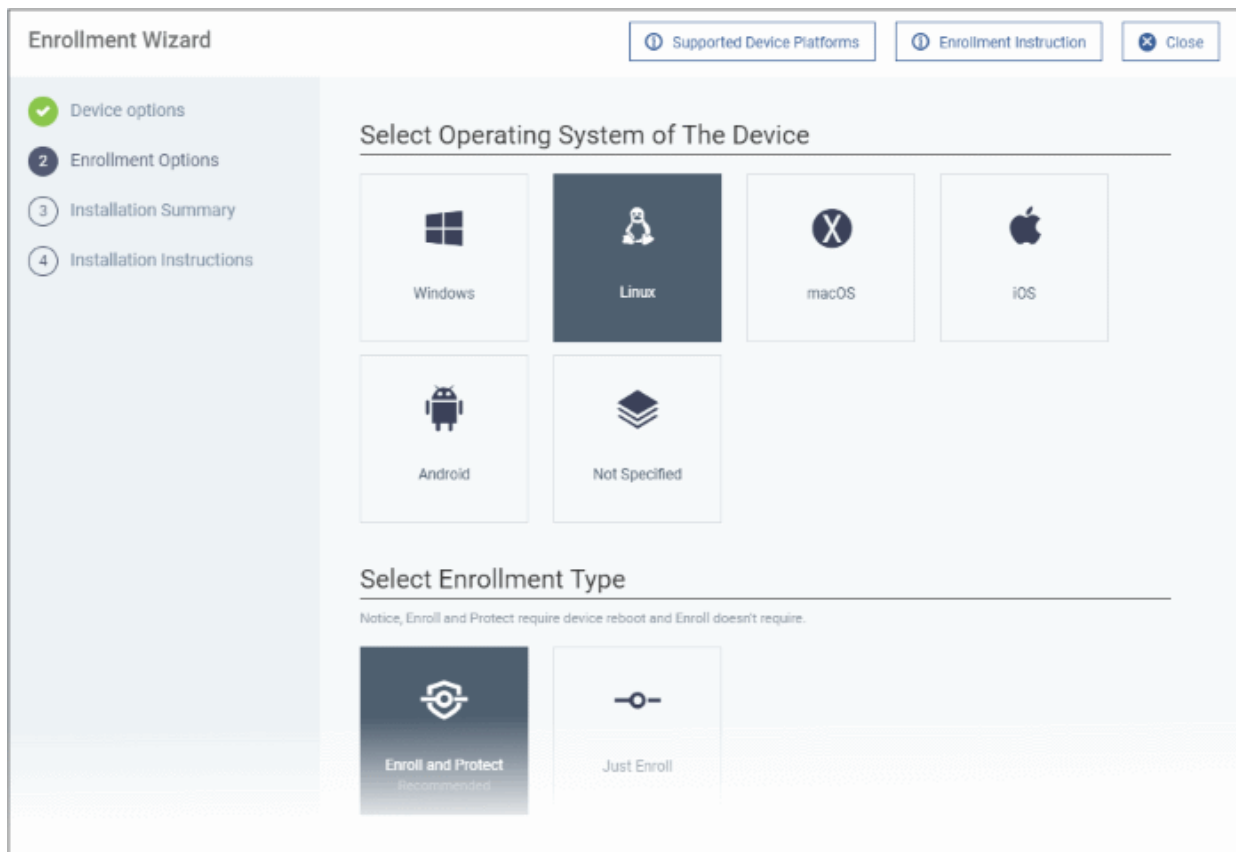 Enrollment Wizard
Supported Device Platforms
Enrollment Instruction
Close
Device options
2 Enrollment Options
3 Installation Summary
4 Installation Instructions
Select Operating System of The Device
Windows
Linux
macOS
iOS
Android
Not Specified
Select Enrollment Type
Notice, Enroll and Protect require device reboot and Enroll doesn't require.
Enroll and Protect
Recommended
Just Enroll